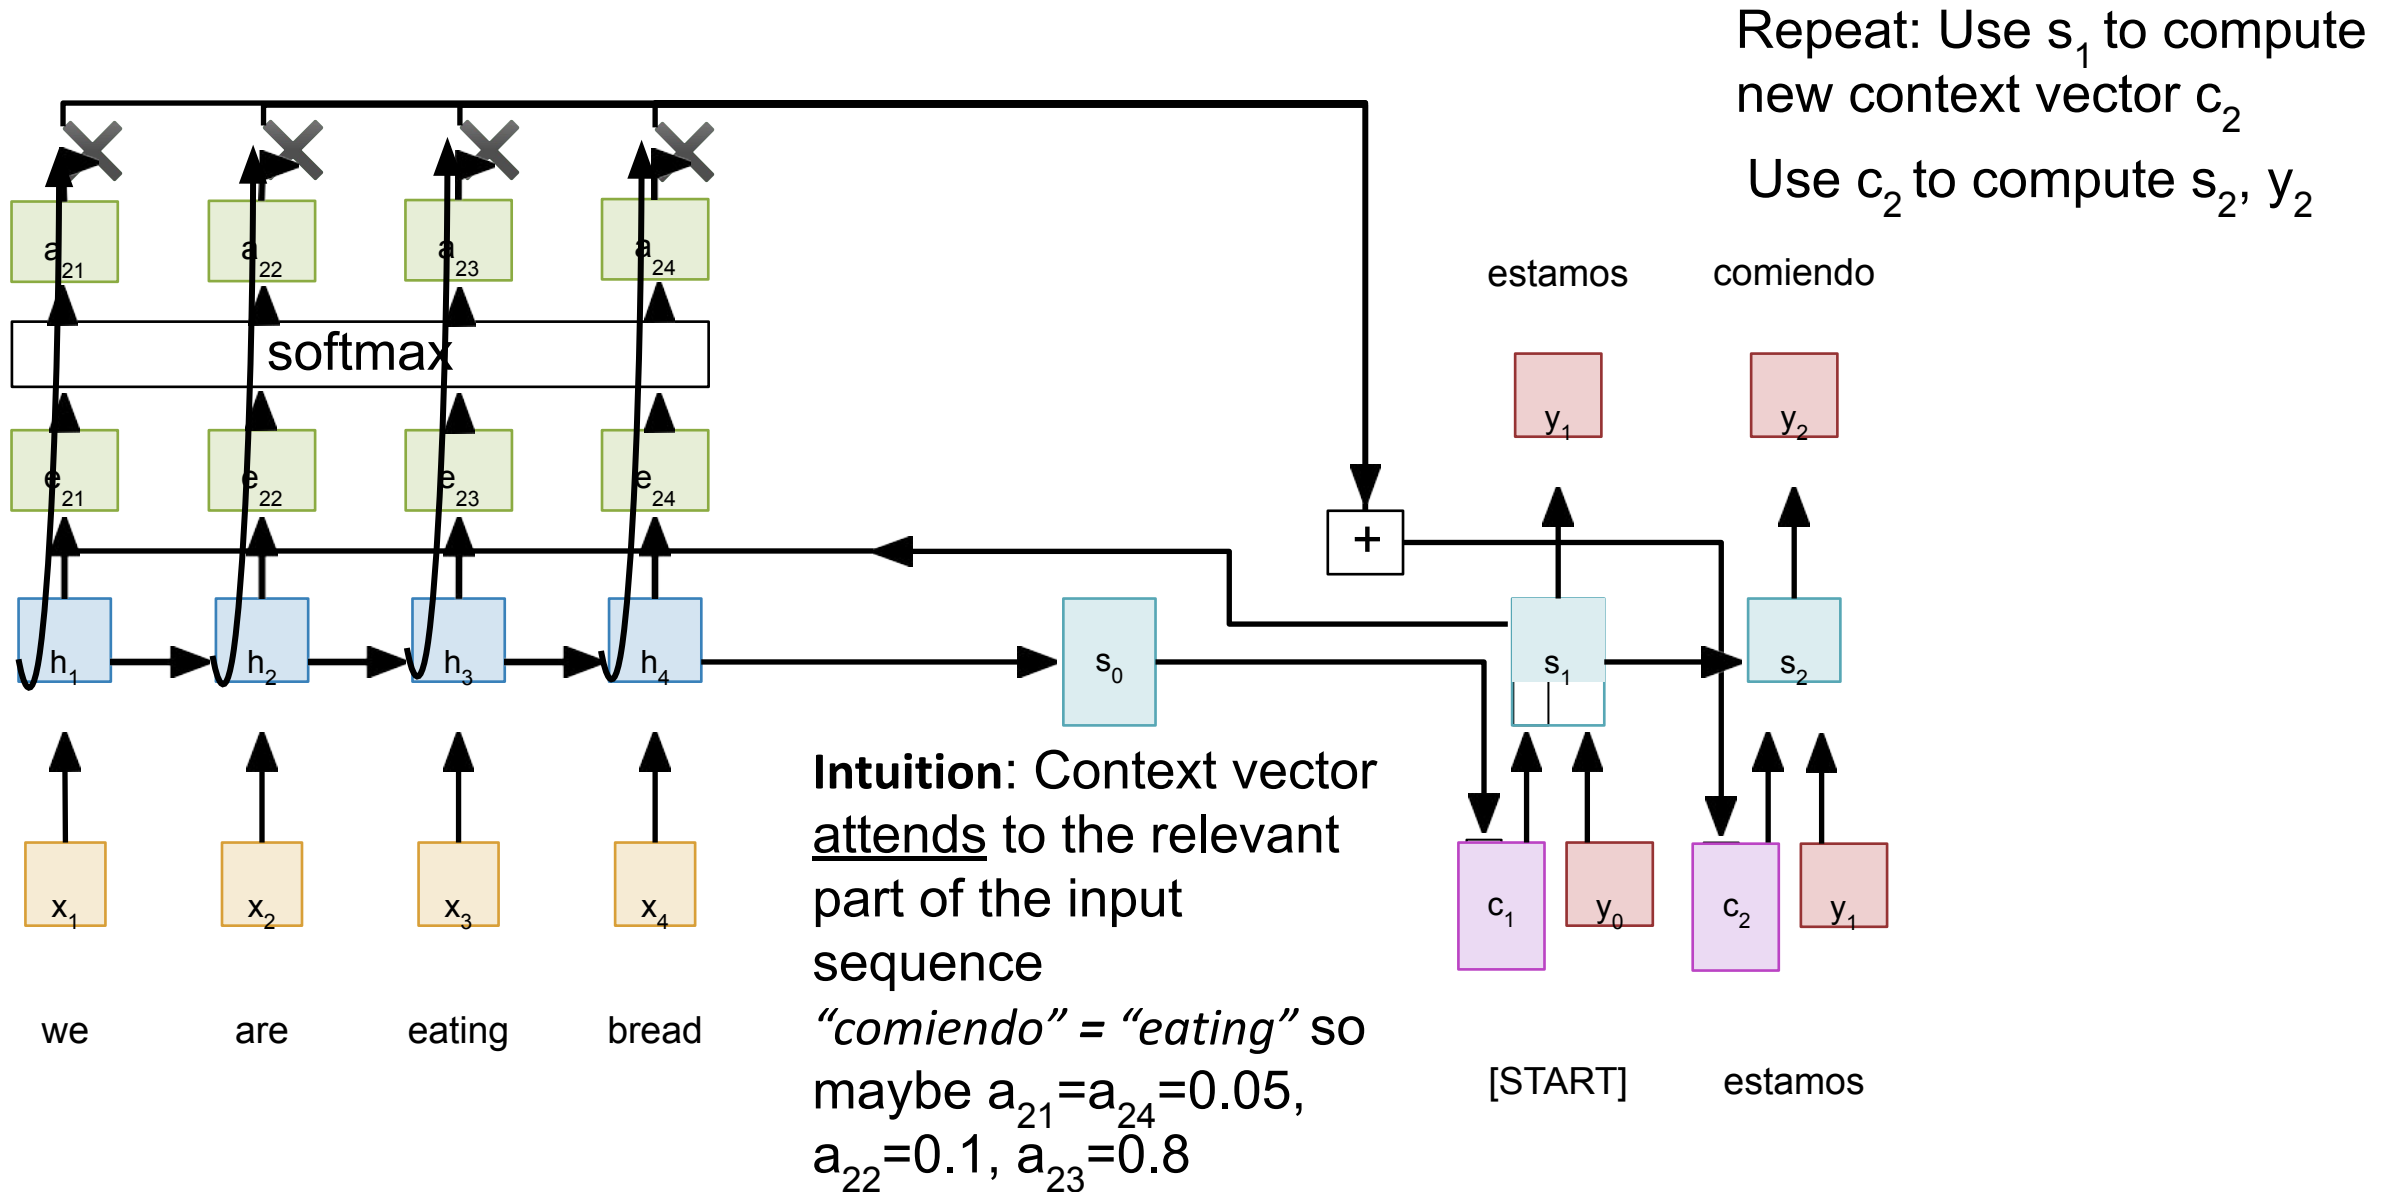 Repeat: Use s1 to compute
new context vector c2
Use c2 to compute s2, y2
a21 a22 a23 a24
estamos comiendo
softmax
y1 y2
e21 e22 e23 e24
+
h1 h2 h3 h4 s0 s1 s2
Intuition: Context vector
attends to the relevant
part of the input
sequence
“comiendo” = “eating” so
maybe a21=a24=0.05,
a22=0.1, a23=0.8
x1 x2 x3 x4
c1 y0 c2 y1
we are eating bread
[START] estamos